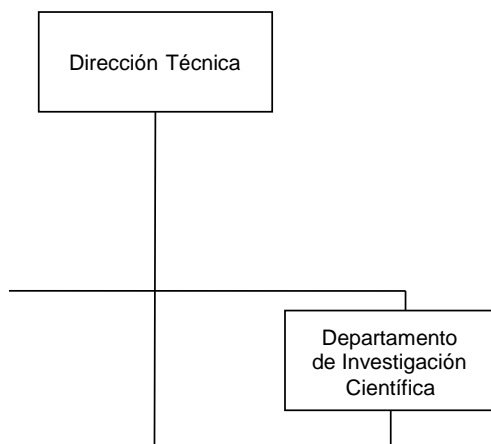 Dirección Técnica
Departamento
de Investigación
Científica